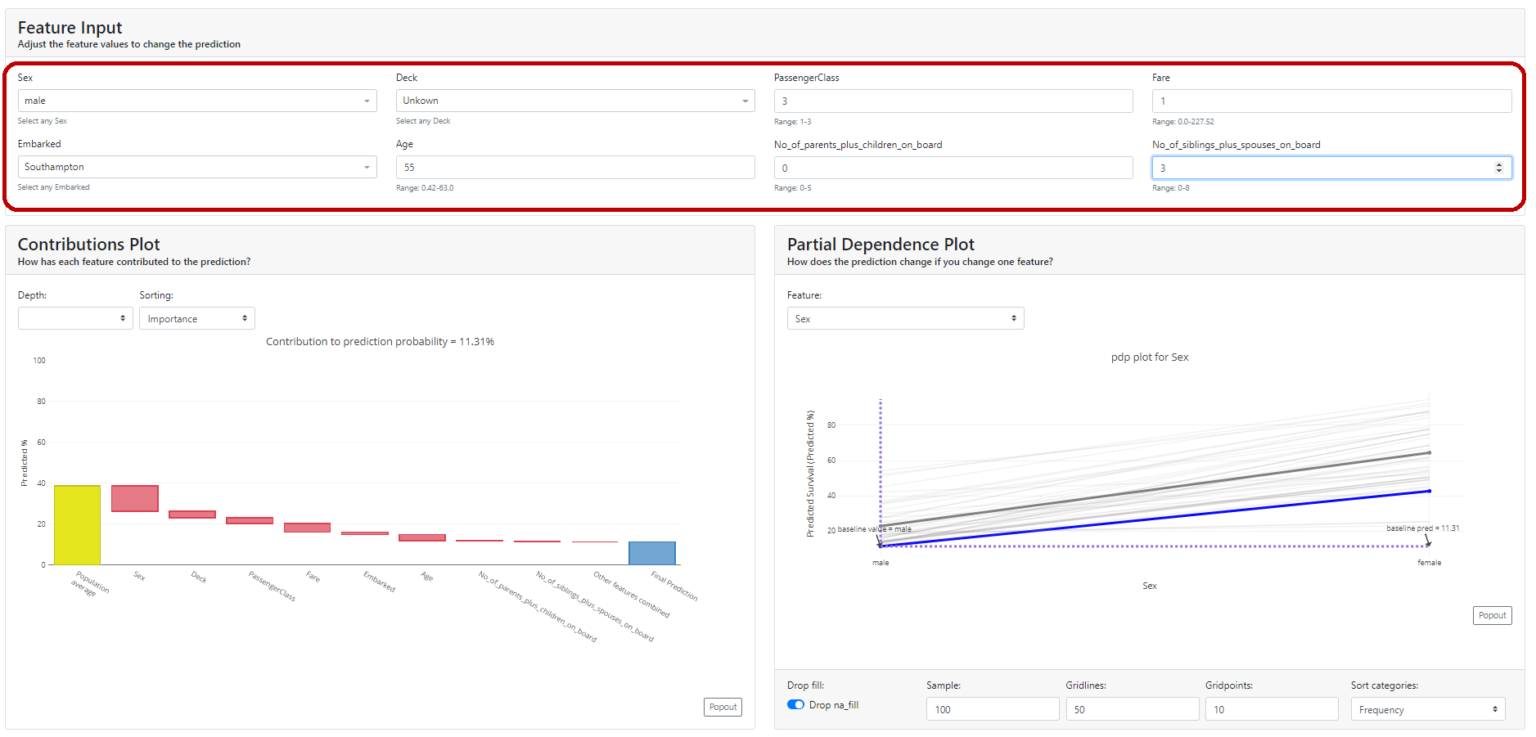 Feature Input
Adjust the feature values to change the prediction
Sex Deck PassengerClass Fare
male Unkown 3 1
Select any Sex Select any Deck Range: 1-3 Range: 0.0-227.52
Embarked Age No_of_parents_plus_children_on_board No_of_siblings_plus_spouses_on_board
Southampton 55 0 3
Select any Embarked Range: 0.42-63.0 Range: 0-5 Range: 0-8
Contributions Plot
How has each feature contributed to the prediction?
Depth: Sorting:
Importance
Contribution to prediction probability = 11.31%
100
80
60
40
20
0
Predicted %
Population average
Sex
Deck
PassengerClass
Fare
Embarked
Age
No_of_parents_plus_children_on_board
No_of_siblings_plus_spouses_on_board
Other features combined
Final Prediction
Popout
Partial Dependence Plot
How does the prediction change if you change one feature?
Feature:
Sex
pdp plot for Sex
Predicted Survival (Predicted %)
80
60
40
20
baseline value = male
baseline pred = 11.31
male female
Sex
Popout
Drop fill: Sample: Gridlines: Gridpoints: Sort categories:
Drop na_fill 100 50 10 Frequency